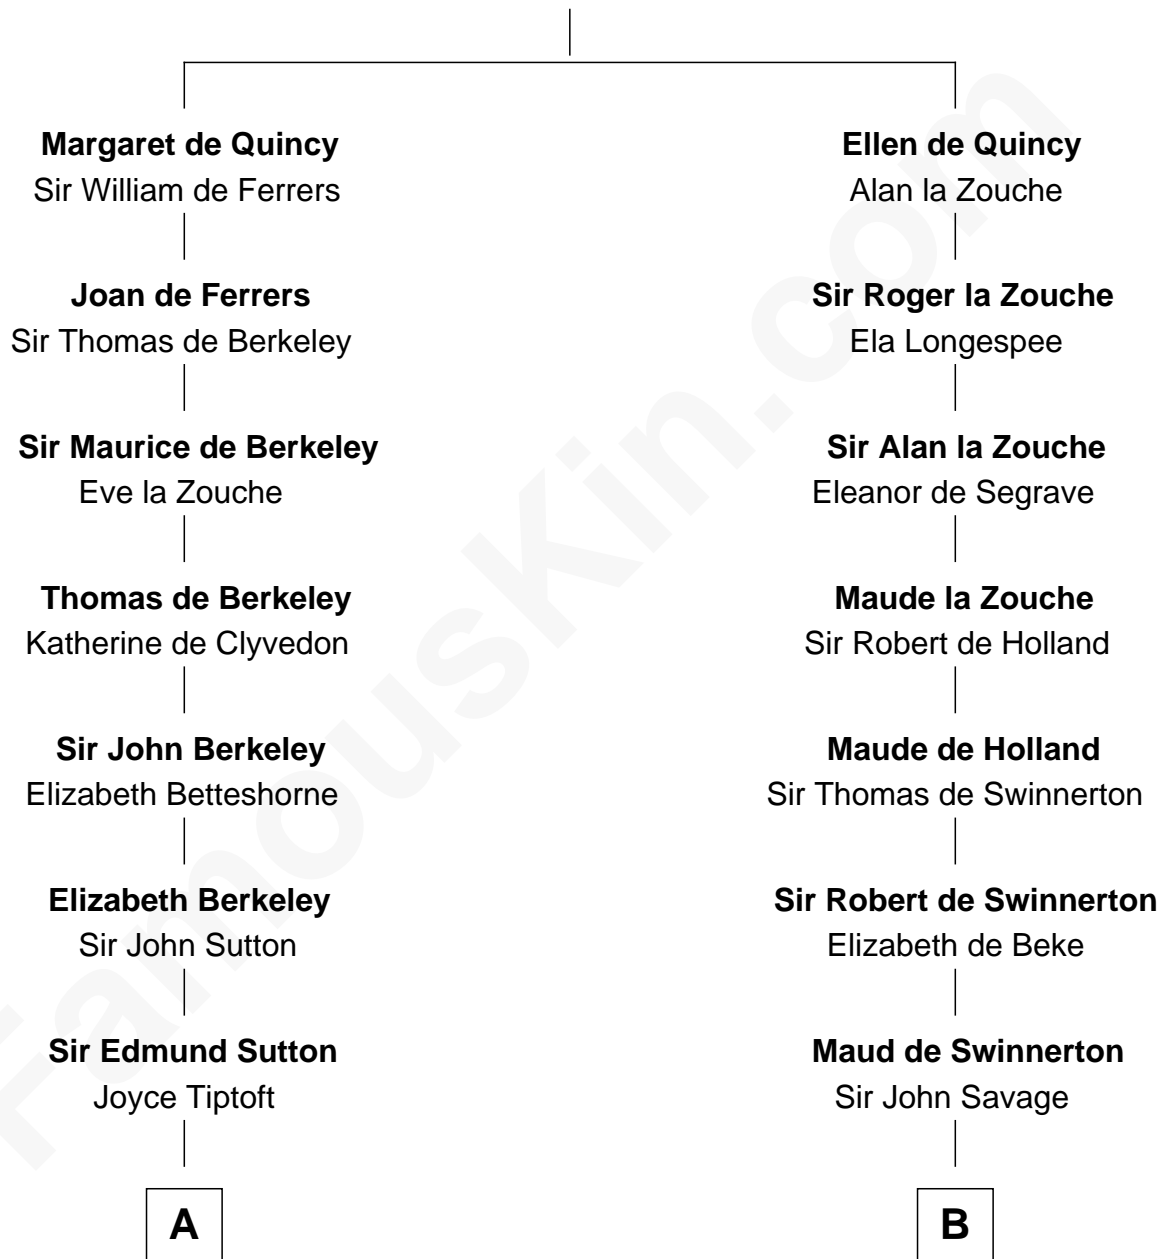 Margaret de Quincy
Sir William de Ferrers
Joan de Ferrers
Sir Thomas de Berkeley
Sir Maurice de Berkeley
Eve la Zouche
Thomas de Berkeley
Katherine de Clyvedon
Sir John Berkeley
Elizabeth Betteshorne
Elizabeth Berkeley
Sir John Sutton
Sir Edmund Sutton
Joyce Tiptoft
A
Ellen de Quincy
Alan la Zouche
Sir Roger la Zouche
Ela Longespee
Sir Alan la Zouche
Eleanor de Segrave
Maude la Zouche
Sir Robert de Holland
Maude de Holland
Sir Thomas de Swinnerton
Sir Robert de Swinnerton
Elizabeth de Beke
Maud de Swinnerton
Sir John Savage
B
FamousKin.com